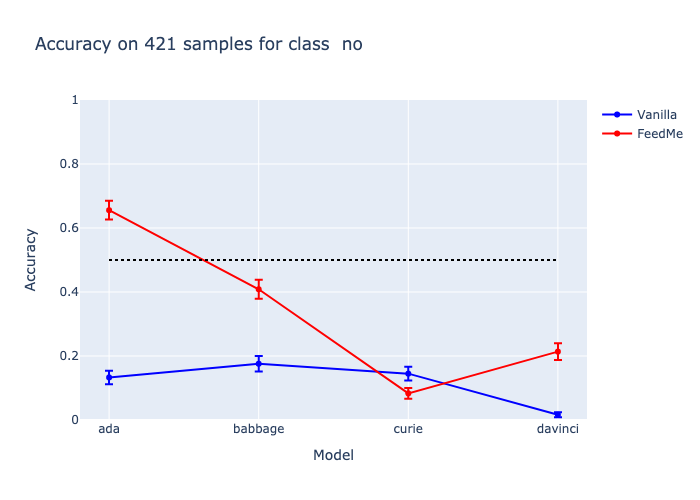 Accuracy on 421 samples for class  no
Vanilla
FeedMe
1
0.8
0.6
0.4
0.2
0
Accuracy
ada
babbage
curie
davinci
Model